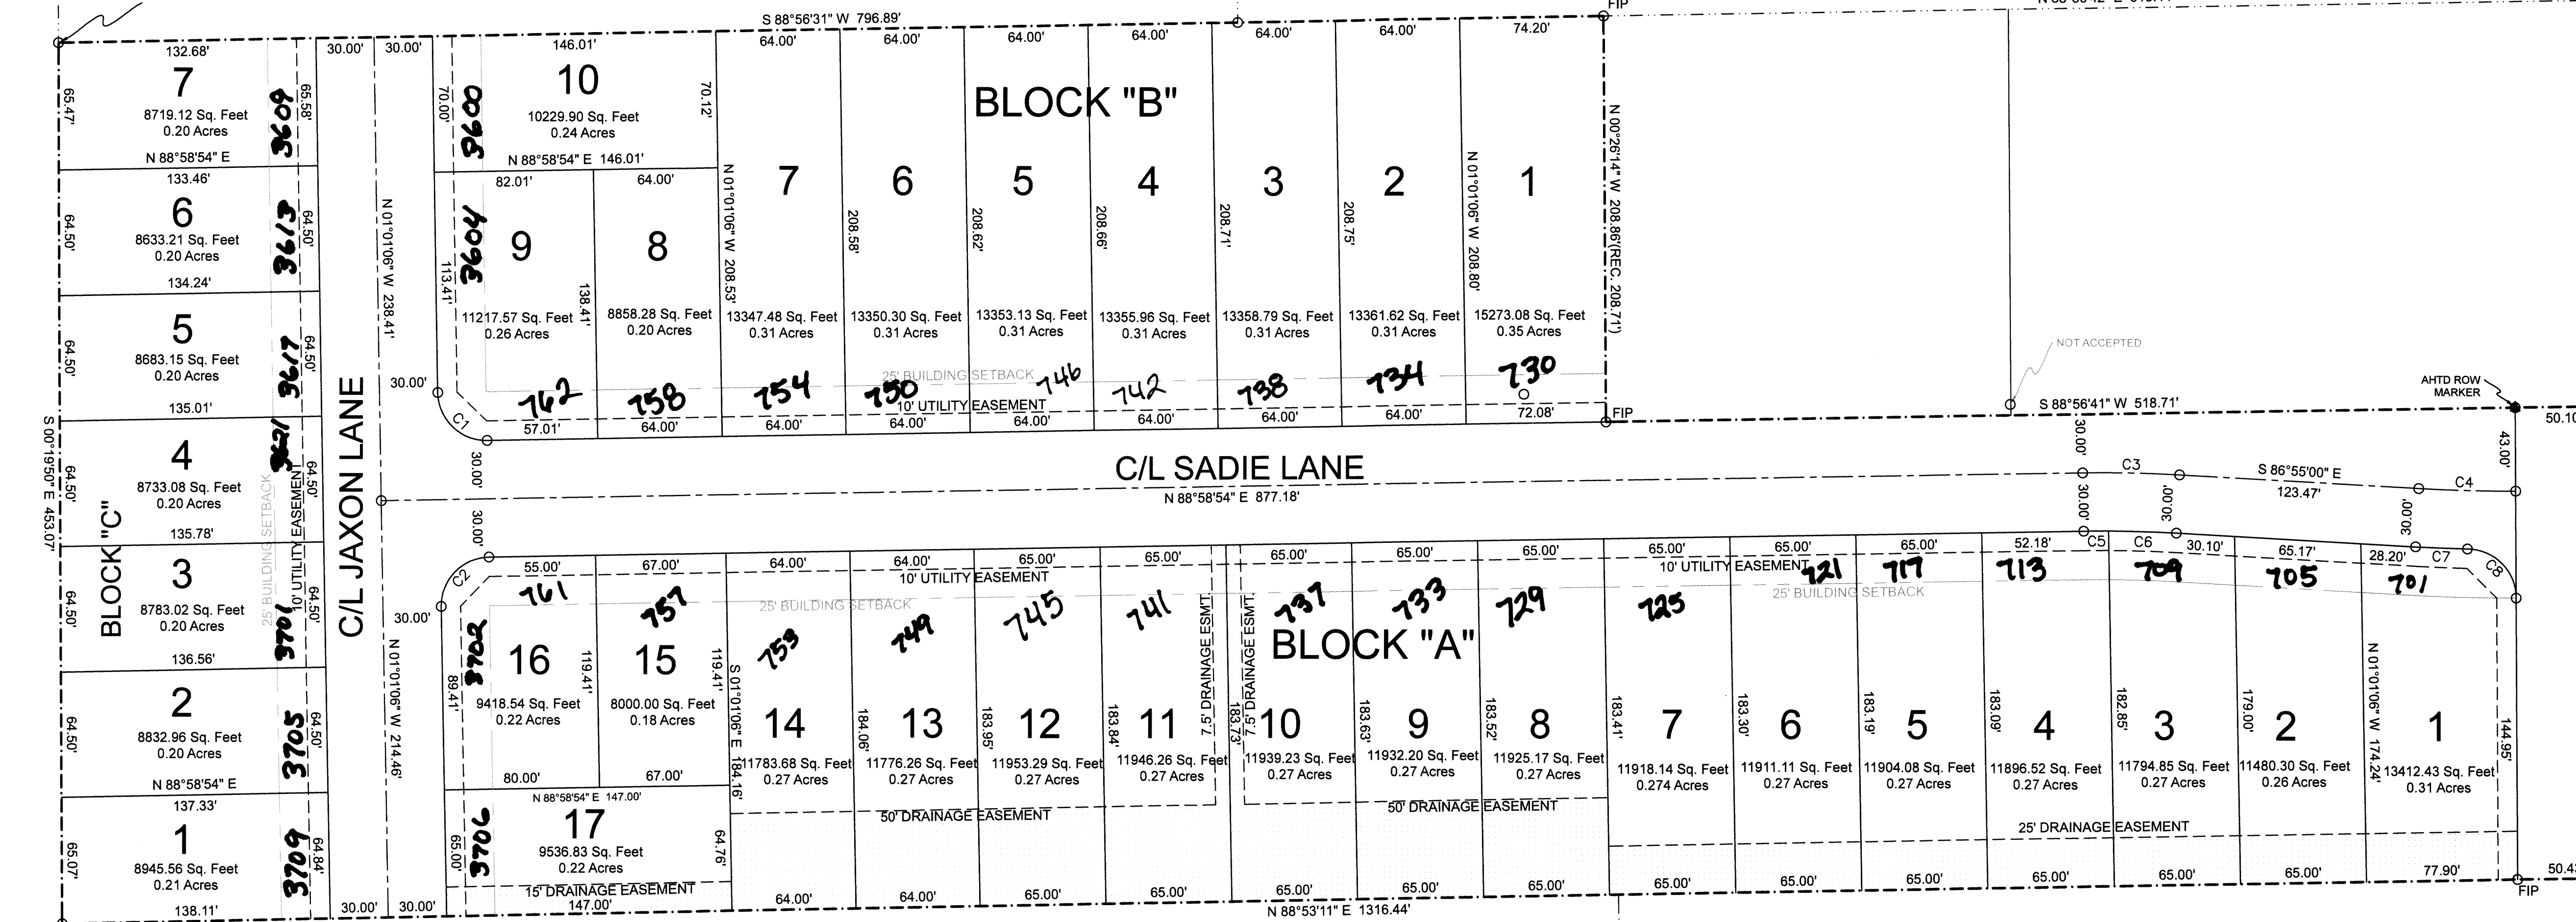 S 88°56'31" W 796.89'
FIP
132.68'
7
8719.12 Sq. Feet
0.20 Acres
N 88°58'54" E
65.47'
65.58'
3609
30.00'
30.00'
133.46'
6
8633.21 Sq. Feet
0.20 Acres
134.24'
64.50'
64.50'
3613
5
8683.15 Sq. Feet
0.20 Acres
135.01'
64.50'
64.50'
3617
4
8733.08 Sq. Feet
0.20 Acres
135.78'
64.50'
64.50'
3621
3
8783.02 Sq. Feet
0.20 Acres
136.56'
64.50'
64.50'
3701
2
8832.96 Sq. Feet
0.20 Acres
N 88°58'54" E
64.50'
64.50'
3705
137.33'
1
8945.56 Sq. Feet
0.21 Acres
138.11'
65.07'
64.84'
3709
S 00°19'50" E 453.07'
BLOCK "C"
25' BUILDING SETBACK
10' UTILITY EASEMENT
C/L JAXON LANE
N 01°01'06" W 238.41'
N 01°01'06" W 214.46'
30.00'
30.00'
30.00'
30.00'
146.01'
10
10229.90 Sq. Feet
0.24 Acres
N 88°58'54" E 146.01'
70.00'
70.12'
3600
82.01'
9
11217.57 Sq. Feet
0.26 Acres
113.41'
138.41'
3604
762
57.01'
C1
30.00'
64.00'
8
8858.28 Sq. Feet
0.20 Acres
758
64.00'
BLOCK "B"
64.00'
7
N 01°01'06" W 208.53'
13347.48 Sq. Feet
0.31 Acres
754
64.00'
64.00'
6
208.58'
13350.30 Sq. Feet
0.31 Acres
750
64.00'
64.00'
5
208.62'
13353.13 Sq. Feet
0.31 Acres
746
64.00'
64.00'
4
208.66'
13355.96 Sq. Feet
0.31 Acres
742
64.00'
64.00'
3
208.71'
13358.79 Sq. Feet
0.31 Acres
738
64.00'
64.00'
2
208.75'
13361.62 Sq. Feet
0.31 Acres
734
64.00'
74.20'
1
N 01°01'06" W 208.80'
15273.08 Sq. Feet
0.35 Acres
730
72.08'
25' BUILDING SETBACK
10' UTILITY EASEMENT
N 00°26'14" W 208.86'(REC. 208.71')
FIP
NOT ACCEPTED
AHTD ROW
MARKER
S 88°56'41" W 518.71'
50.10
43.00'
C/L SADIE LANE
N 88°58'54" E 877.18'
30.00'
C3
S 86°55'00" E
123.47'
C4
30.00'
30.00'
30.00'
30.00'
C2
55.00'
761
16
9418.54 Sq. Feet
0.22 Acres
80.00'
89.41'
119.41'
3702
67.00'
757
15
8000.00 Sq. Feet
0.18 Acres
67.00'
119.41'
N 88°58'54" E 147.00'
17
9536.83 Sq. Feet
0.22 Acres
15' DRAINAGE EASEMENT
147.00'
65.00'
64.76'
3706
10' UTILITY EASEMENT
25' BUILDING SETBACK
BLOCK "A"
64.00'
753
14
S 01°01'06" E 184.16'
11783.68 Sq. Feet
0.27 Acres
64.00'
64.00'
749
13
184.06'
11776.26 Sq. Feet
0.27 Acres
64.00'
65.00'
745
12
183.95'
11953.29 Sq. Feet
0.27 Acres
65.00'
65.00'
741
11
183.84'
11946.26 Sq. Feet
0.27 Acres
65.00'
50' DRAINAGE EASEMENT
7.5' DRAINAGE ESMT.
7.5' DRAINAGE ESMT.
65.00'
737
10
183.73'
11939.23 Sq. Feet
0.27 Acres
65.00'
65.00'
733
9
183.63'
11932.20 Sq. Feet
0.27 Acres
65.00'
65.00'
729
8
183.52'
11925.17 Sq. Feet
0.27 Acres
65.00'
50' DRAINAGE EASEMENT
65.00'
725
7
183.41'
11918.14 Sq. Feet
0.274 Acres
65.00'
65.00'
10' UTILITY EASEMENT
721
6
183.30'
11911.11 Sq. Feet
0.27 Acres
65.00'
65.00'
717
25' BUILDING SETBACK
5
183.19'
11904.08 Sq. Feet
0.27 Acres
65.00'
52.18'
C5
713
4
183.09'
11896.52 Sq. Feet
0.27 Acres
65.00'
C6
30.10'
709
3
182.85'
11794.85 Sq. Feet
0.27 Acres
65.00'
65.17'
705
2
179.00'
11480.30 Sq. Feet
0.26 Acres
65.00'
28.20'
C7
C8
701
1
N 01°01'06" W 174.24'
144.95'
13412.43 Sq. Feet
0.31 Acres
77.90'
25' DRAINAGE EASEMENT
FIP
N 88°53'11" E 1316.44'